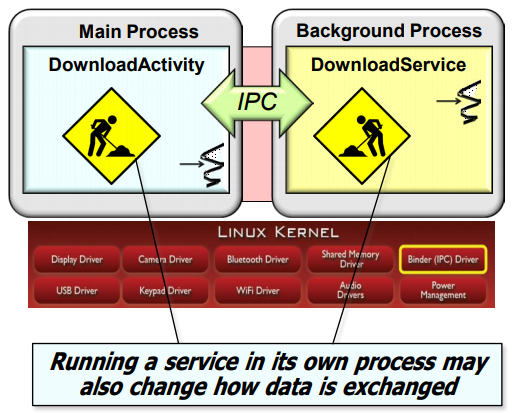 Main Process
Background Process
DownloadActivity
DownloadService
IPC
LINUX KERNEL
Display Driver
Camera Driver
Bluetooth Driver
Shared Memory
Driver
Binder (IPC) Driver
USB Driver
Keypad Driver
WiFi Driver
Audio
Drivers
Power
Management
Running a service in its own process may
also change how data is exchanged